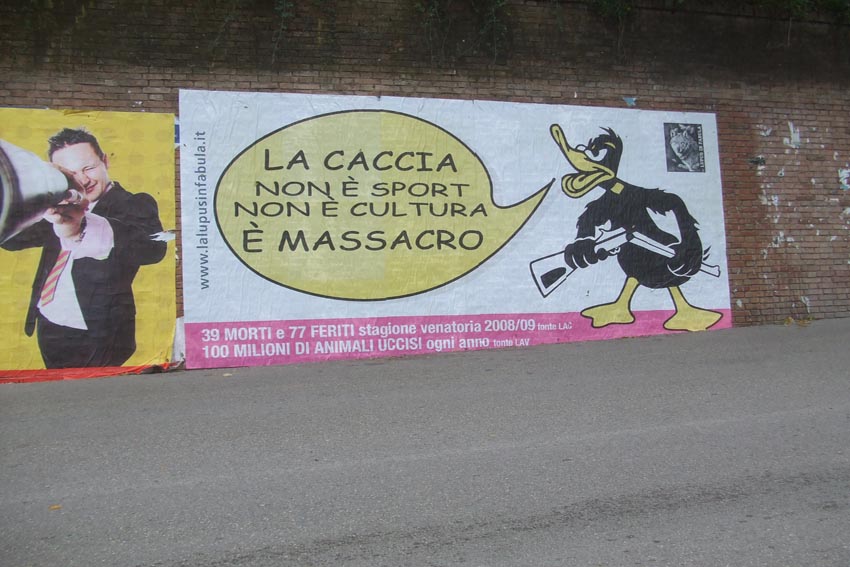 www.lalupusinfabula.it
LA CACCIA
NON È SPORT
NON È CULTURA
È MASSACRO
39 MORTI e 77 FERITI stagione venatoria 2008/09 fonte LAC
100 MILIONI DI ANIMALI UCCISI ogni anno fonte LAV